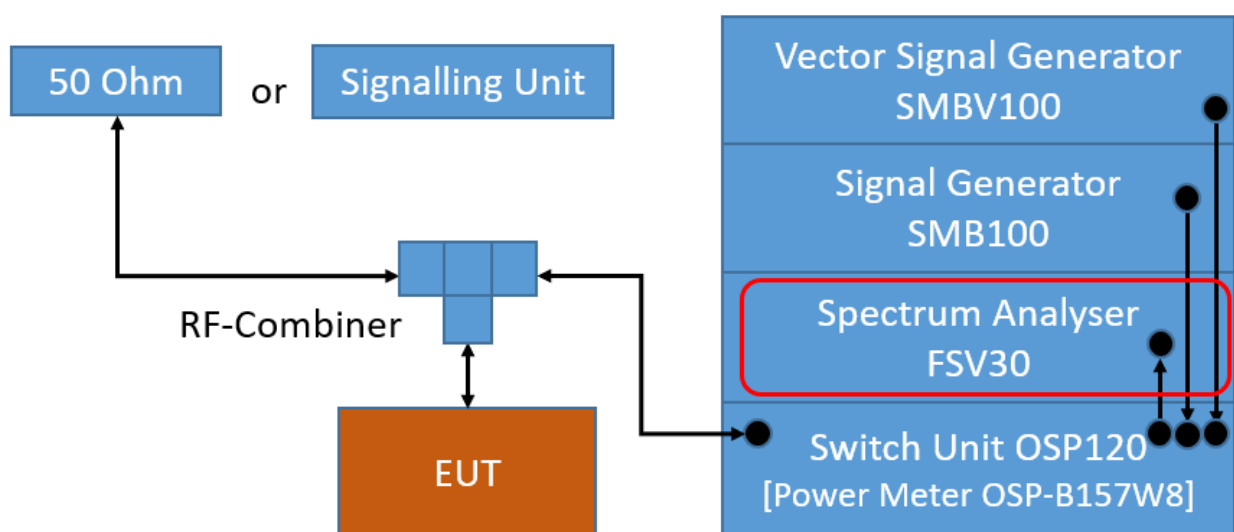 50 Ohm
or
Signalling Unit
RF-Combiner
EUT
Vector Signal Generator
SMBV100
Signal Generator
SMB100
Spectrum Analyser
FSV30
Switch Unit OSP120
[Power Meter OSP-B157W8]